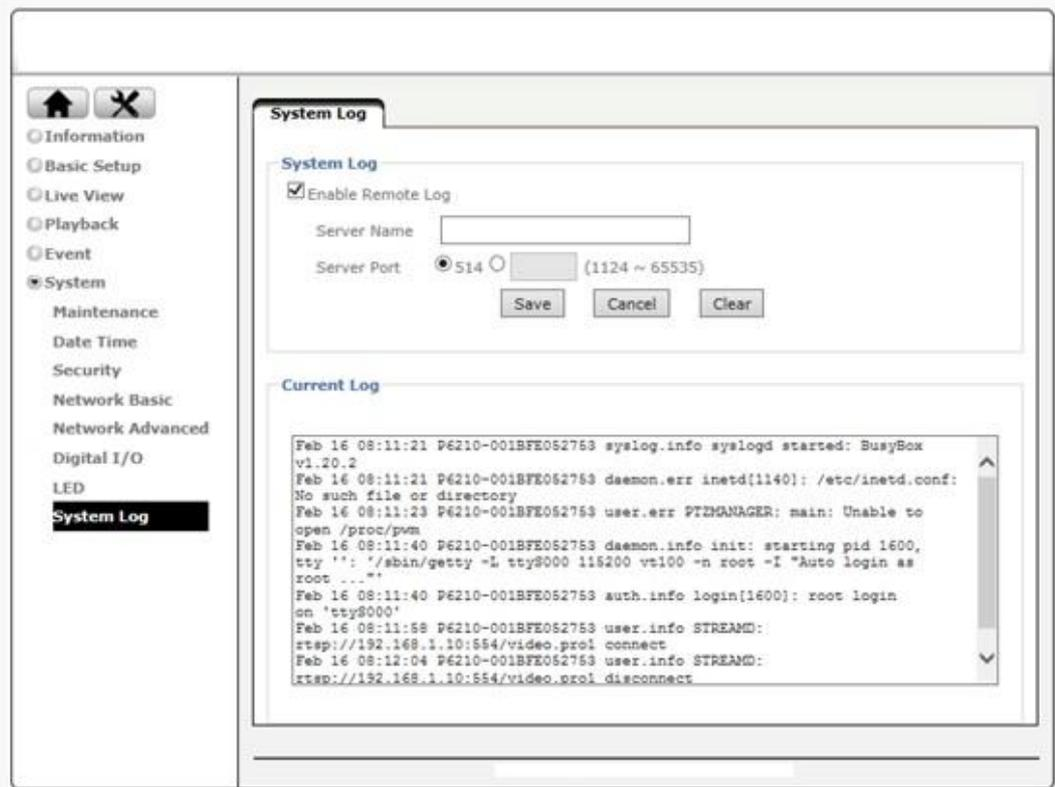 Information
Basic Setup
Live View
Playback
Event
System
Maintenance
Date Time
Security
Network Basic
Network Advanced
Digital I/O
LED
System Log
System Log
System Log
Enable Remote Log
Server Name
Server Port 514 (1124 ~ 65535)
Save Cancel Clear
Current Log
Feb 16 08:11:21 P6210-001BFE052753 syslog.info syslogd started: BusyBox
v1.20.2
Feb 16 08:11:21 P6210-001BFE052753 daemon.err inetd[1140]: /etc/inetd.conf:
No such file or directory
Feb 16 08:11:23 P6210-001BFE052753 user.err PTZMANAGER: main: Unable to
open /proc/pwm
Feb 16 08:11:40 P6210-001BFE052753 daemon.info init: starting pid 1600,
tty '': '/sbin/getty -L ttyS000 115200 vt100 -n root -I "Auto login as
root ..."'
Feb 16 08:11:40 P6210-001BFE052753 auth.info login[1600]: root login
on 'ttyS000'
Feb 16 08:11:58 P6210-001BFE052753 user.info STREAMD:
rtsp://192.168.1.10:554/video.pro1 connect
Feb 16 08:12:04 P6210-001BFE052753 user.info STREAMD:
rtsp://192.168.1.10:554/video.pro1 disconnect